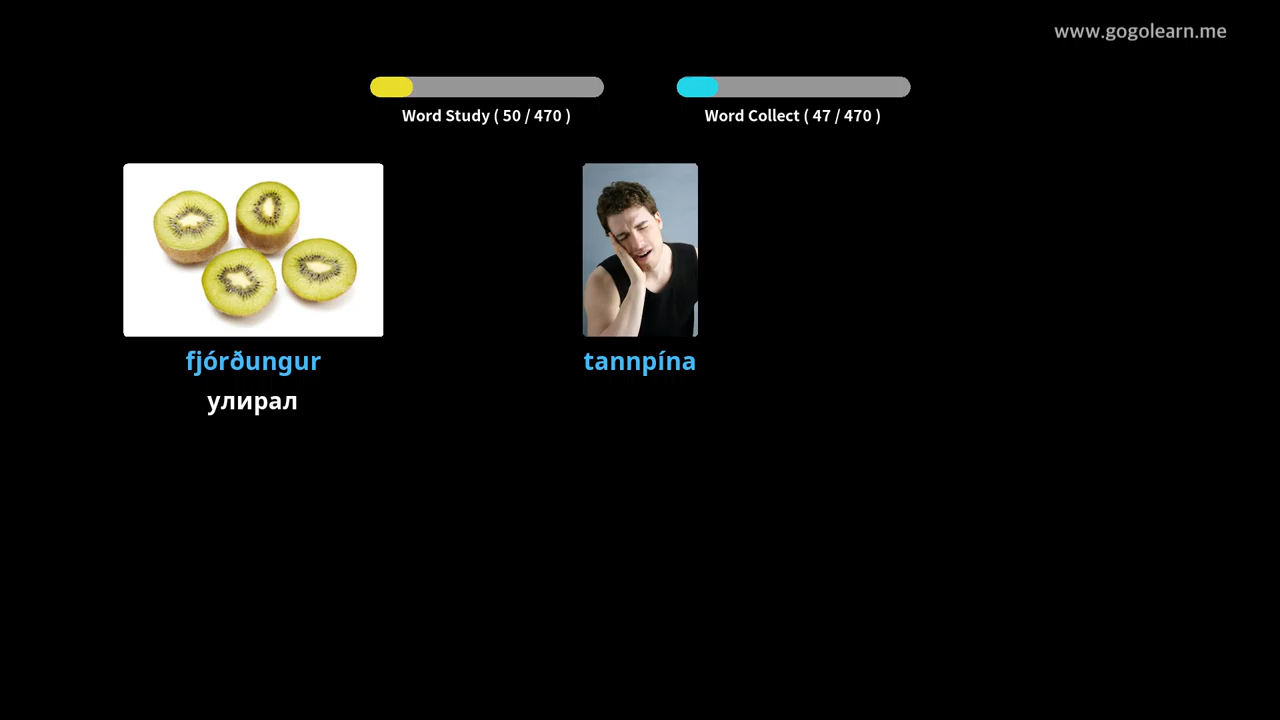 www.gogolearn.me
Word Study ( 50 / 470 )
Word Collect ( 47 / 470 )
fjórðungur
tannpína
улирал